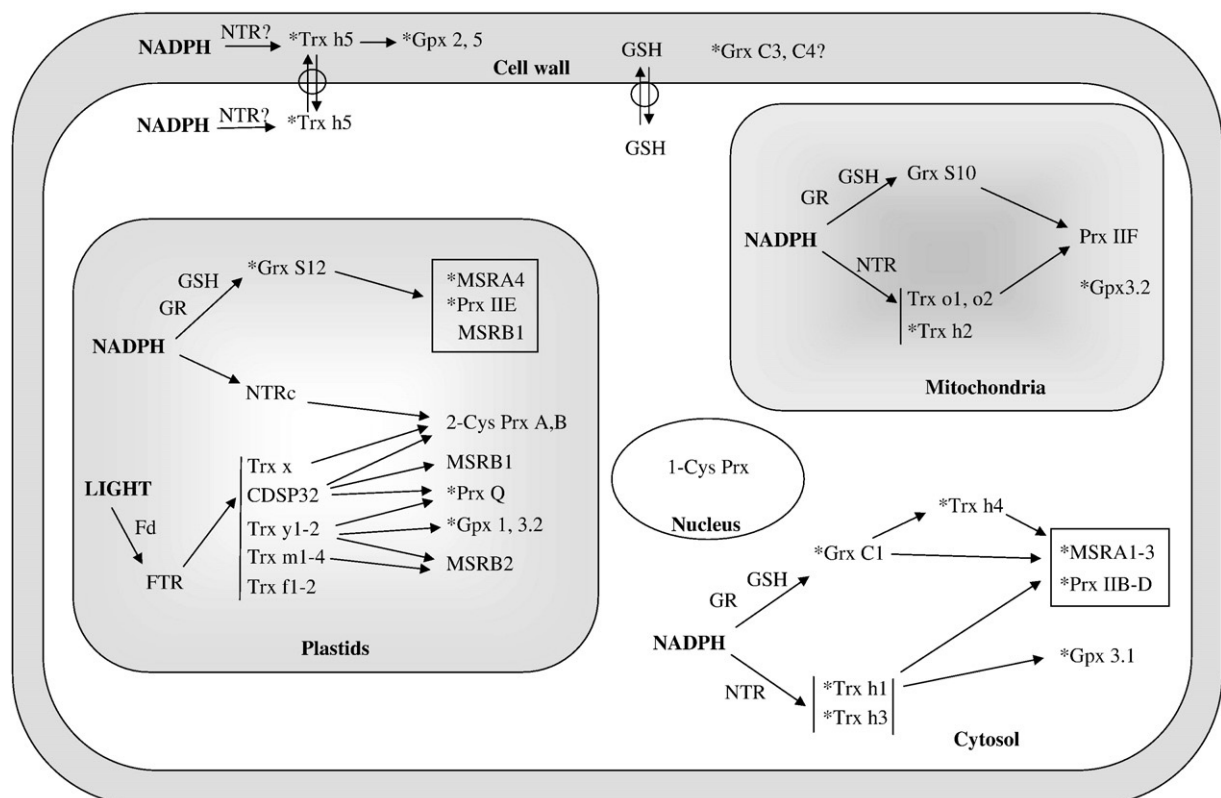 NADPH NTR? *Trx h5 *Gpx 2, 5
GSH *Grx C3, C4?
Cell wall
NADPH NTR? *Trx h5
GSH
GSH Grx S10
GR
NADPH
Prx IIF
NTR
Trx o1, o2
*Gpx3.2
*Trx h2
Mitochondria
*Grx S12
GSH
GR
*MSRA4
*Prx IIE
MSRB1
NADPH
NTRc
2-Cys Prx A,B
Trx x
MSRB1
LIGHT
CDSP32
*Prx Q
Fd
Trx y1-2
*Gpx 1, 3.2
FTR
Trx m1-4
MSRB2
Trx f1-2
Plastids
1-Cys Prx
Nucleus
*Trx h4
*Grx C1
*MSRA1-3
GSH
*Prx IIB-D
GR
NADPH
*Gpx 3.1
NTR
*Trx h1
*Trx h3
Cytosol